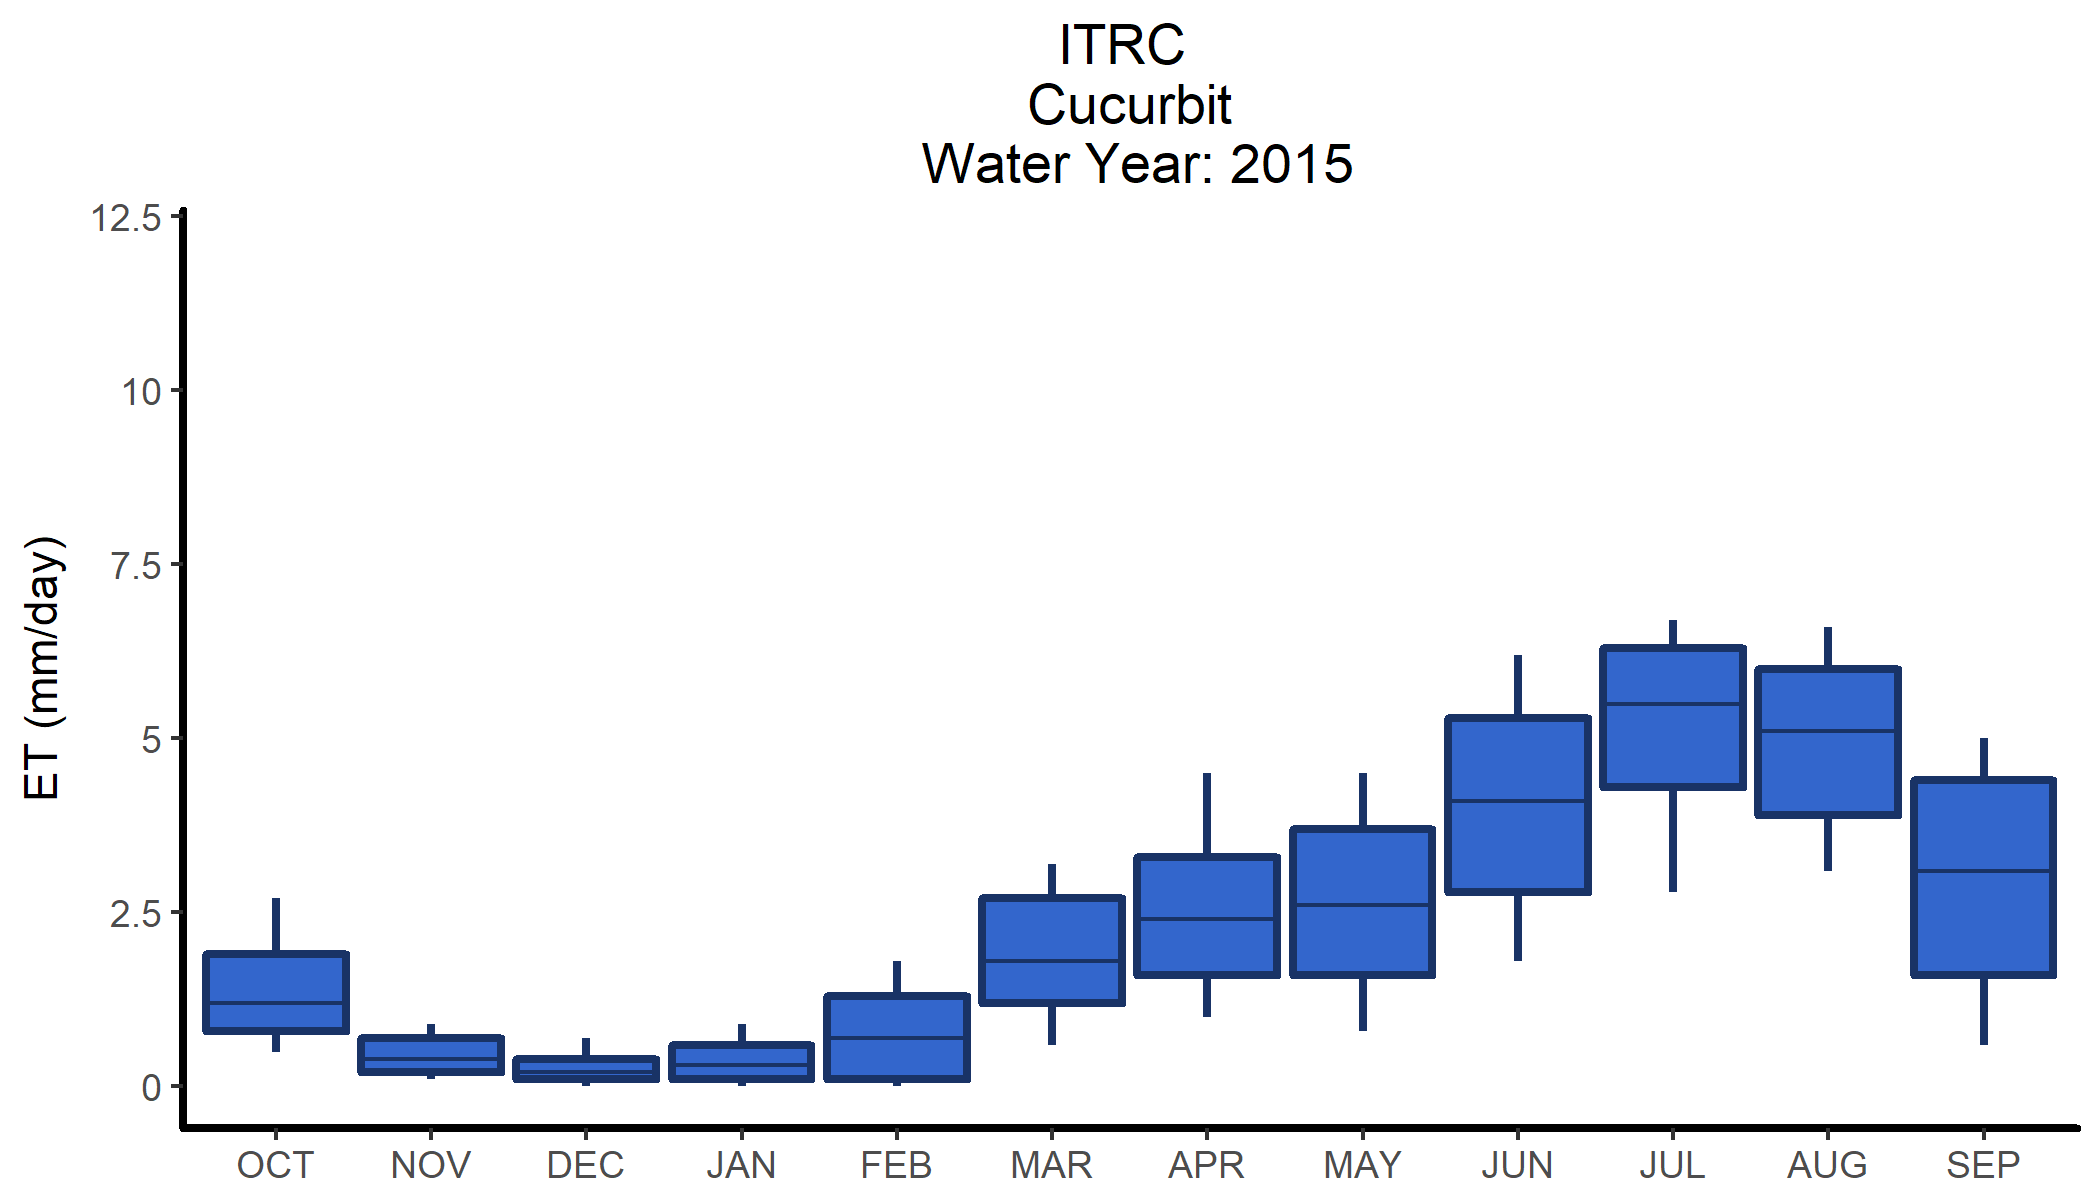 ITRC
Cucurbit
Water Year: 2015
ET (mm/day)
12.5
10
7.5
5
2.5
0
OCT NOV DEC JAN FEB MAR APR MAY JUN JUL AUG SEP